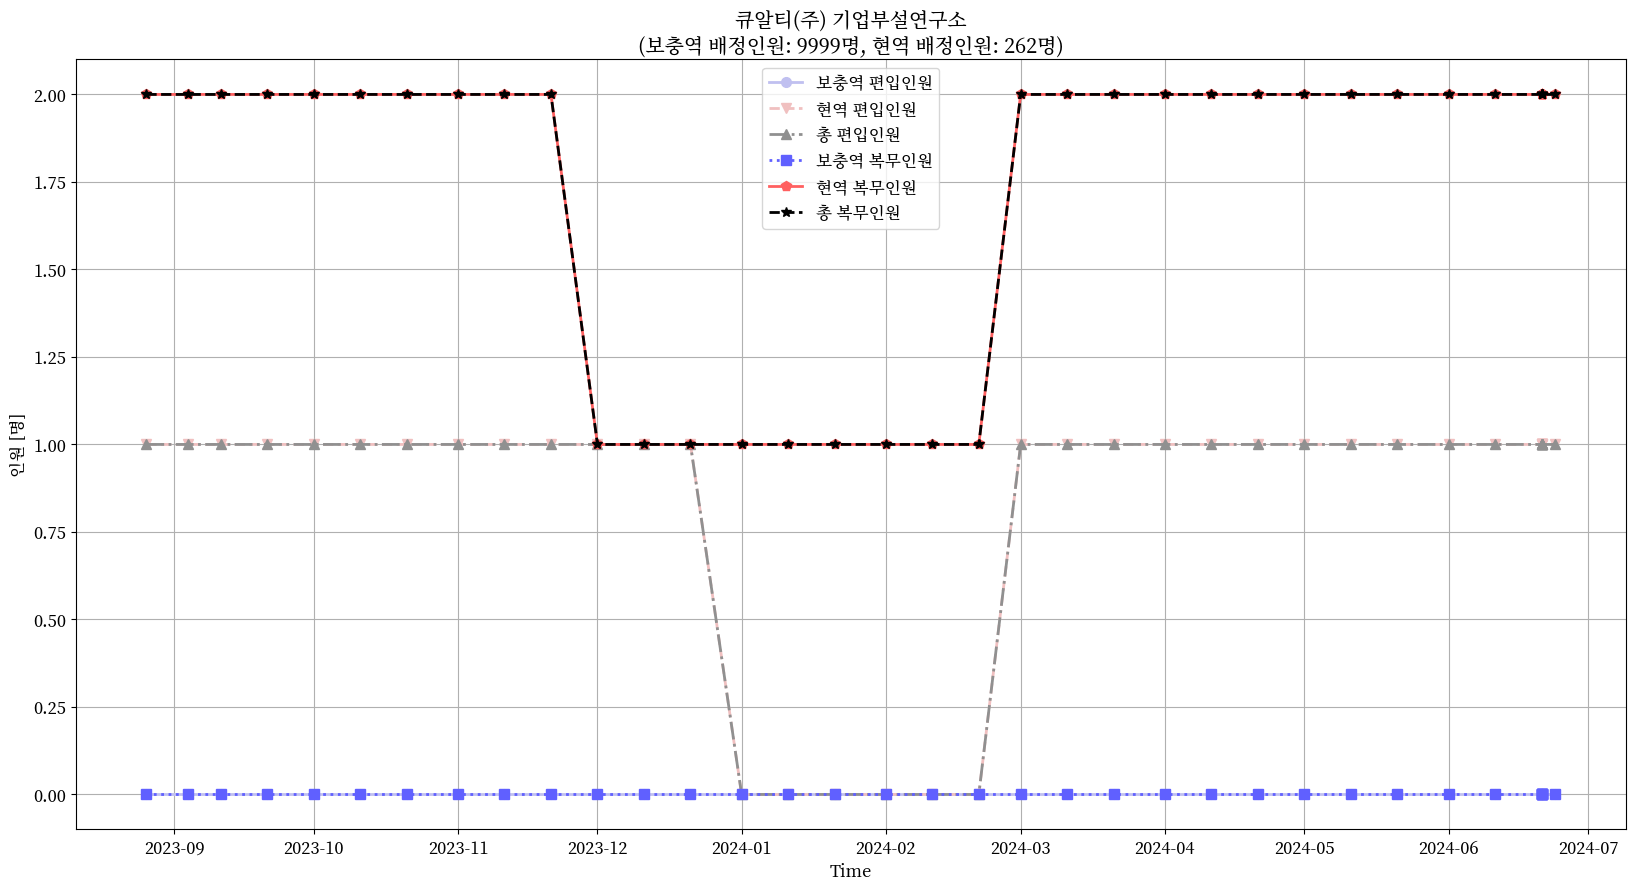 큐알티(주) 기업부설연구소
(보충역 배정인원: 9999명, 현역 배정인원: 262명)
보충역 편입인원
현역 편입인원
총 편입인원
보충역 복무인원
현역 복무인원
총 복무인원
인원 [명]
2.00
1.75
1.50
1.25
1.00
0.75
0.50
0.25
0.00
2023-09 2023-10 2023-11 2023-12 2024-01 2024-02 2024-03 2024-04 2024-05 2024-06 2024-07
Time